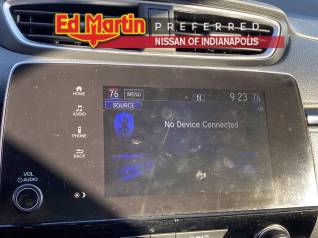 Ed Martin
PREFERRED
NISSAN OF INDIANAPOLIS
HOME
AUDIO
PHONE
BACK
VOL
AUDIO
76 MENU N 9 23 76
SOURCE
No Device Connected